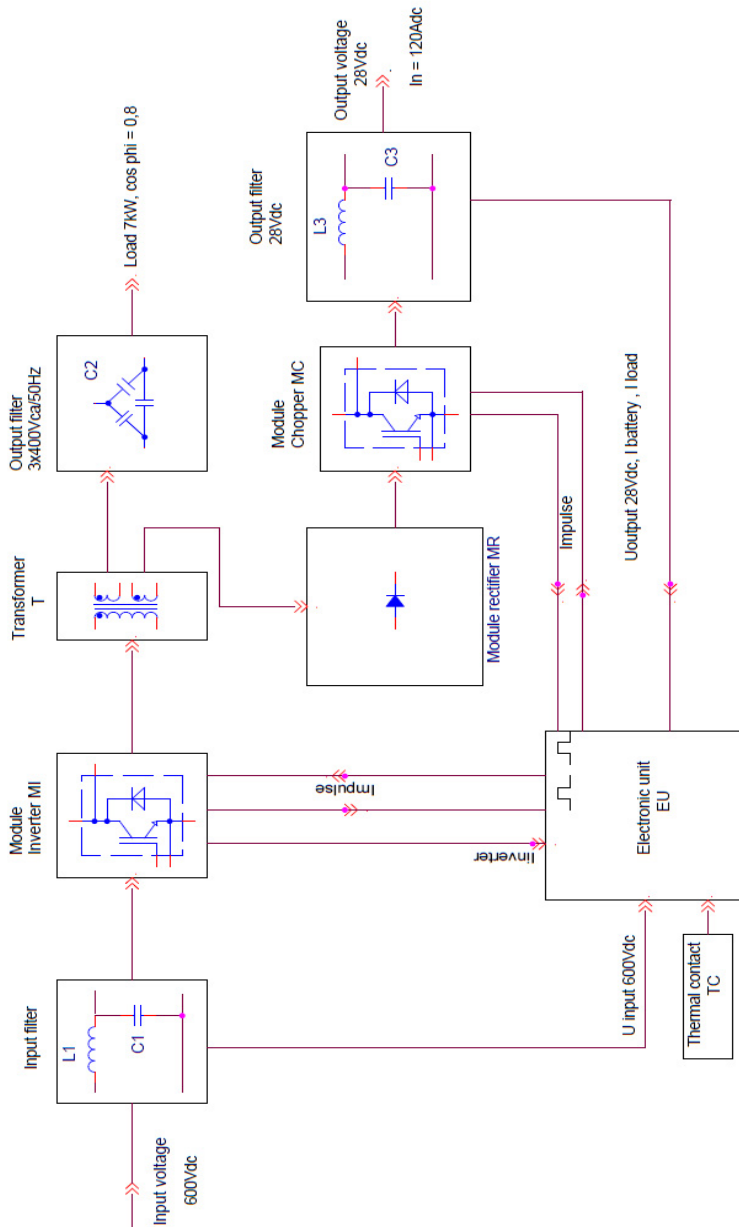 Input voltage
600Vdc
Input filter
L1
C1
Module
Inverter MI
Transformer
T
Output filter
3x400Vca/50Hz
C2
Load 7kW, cos phi = 0,8
Module rectifier MR
Module
Chopper MC
Output filter
28Vdc
L3
C3
Output voltage
28Vdc
In = 120Adc
Impulse
Iinverter
Impulse
Uoutput 28Vdc, I battery , I load
U input 600Vdc
Thermal contact
TC
Electronic unit
EU